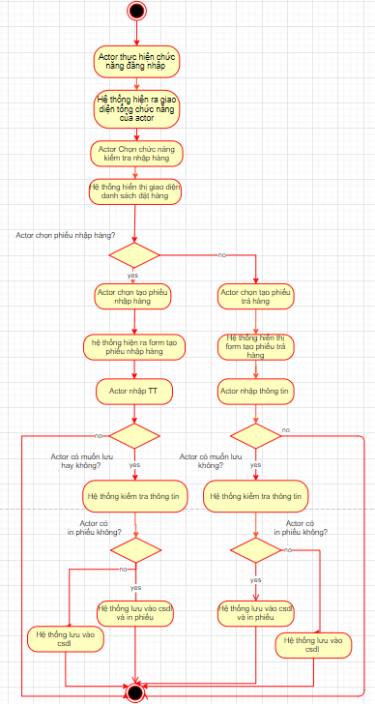 Actor thực hiện chức
năng đăng nhập
Hệ thống hiện ra giao
diện tổng chức năng
của actor
Actor Chọn chức năng
kiểm tra nhập hàng
Hệ thống hiển thị giao diện
danh sách đặt hàng
Actor chọn phiếu nhập hàng?
no
yes
Actor chọn tạo phiếu
nhập hàng
Actor chọn tạo phiếu
trả hàng
hệ thống hiện ra form tạo
phiếu nhập hàng
Hệ thống hiển thị
form tạo phiếu trả
hàng
Actor nhập TT
Actor nhập thông tin
no
no
Actor có muốn lưu
hay không?
yes
Actor có muốn lưu
không?
yes
Hệ thống kiểm tra thông tin
Hệ thống kiểm tra thông tin
Actor có
in phiếu không?
Actor có
in phiếu không?
no
no
yes
yes
Hệ thống lưu vào csdl
và in phiếu
Hệ thống lưu vào csdl
và in phiếu
Hệ thống lưu vào
csdl
Hệ thống lưu vào
csdl